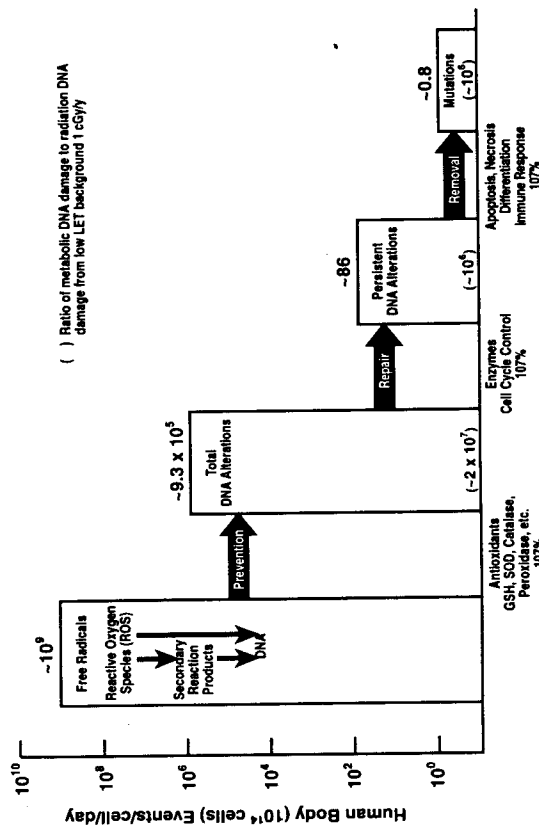 Human Body (10¹⁴ cells) Events/cell/day
10¹⁰
10⁸
10⁶
10⁴
10²
10⁰
( ) Ratio of metabolic DNA damage to radiation DNA
damage from low LET background 1 cGy/y
~10⁹
Free Radicals
Reactive Oxygen
Species (ROS)
Secondary
Reaction
Products
DNA
Prevention
Antioxidants
GSH, SOD, Catalase,
Peroxidase, etc.
107%
~9.3 x 10⁵
Total
DNA Alterations
(~2 x 10⁷)
Repair
Enzymes
Cell Cycle Control
107%
~86
Persistent
DNA Alterations
(~10⁶)
Removal
Apoptosis, Necrosis
Differentiation
Immune Response
107%
~0.8
Mutations
(~10⁶)